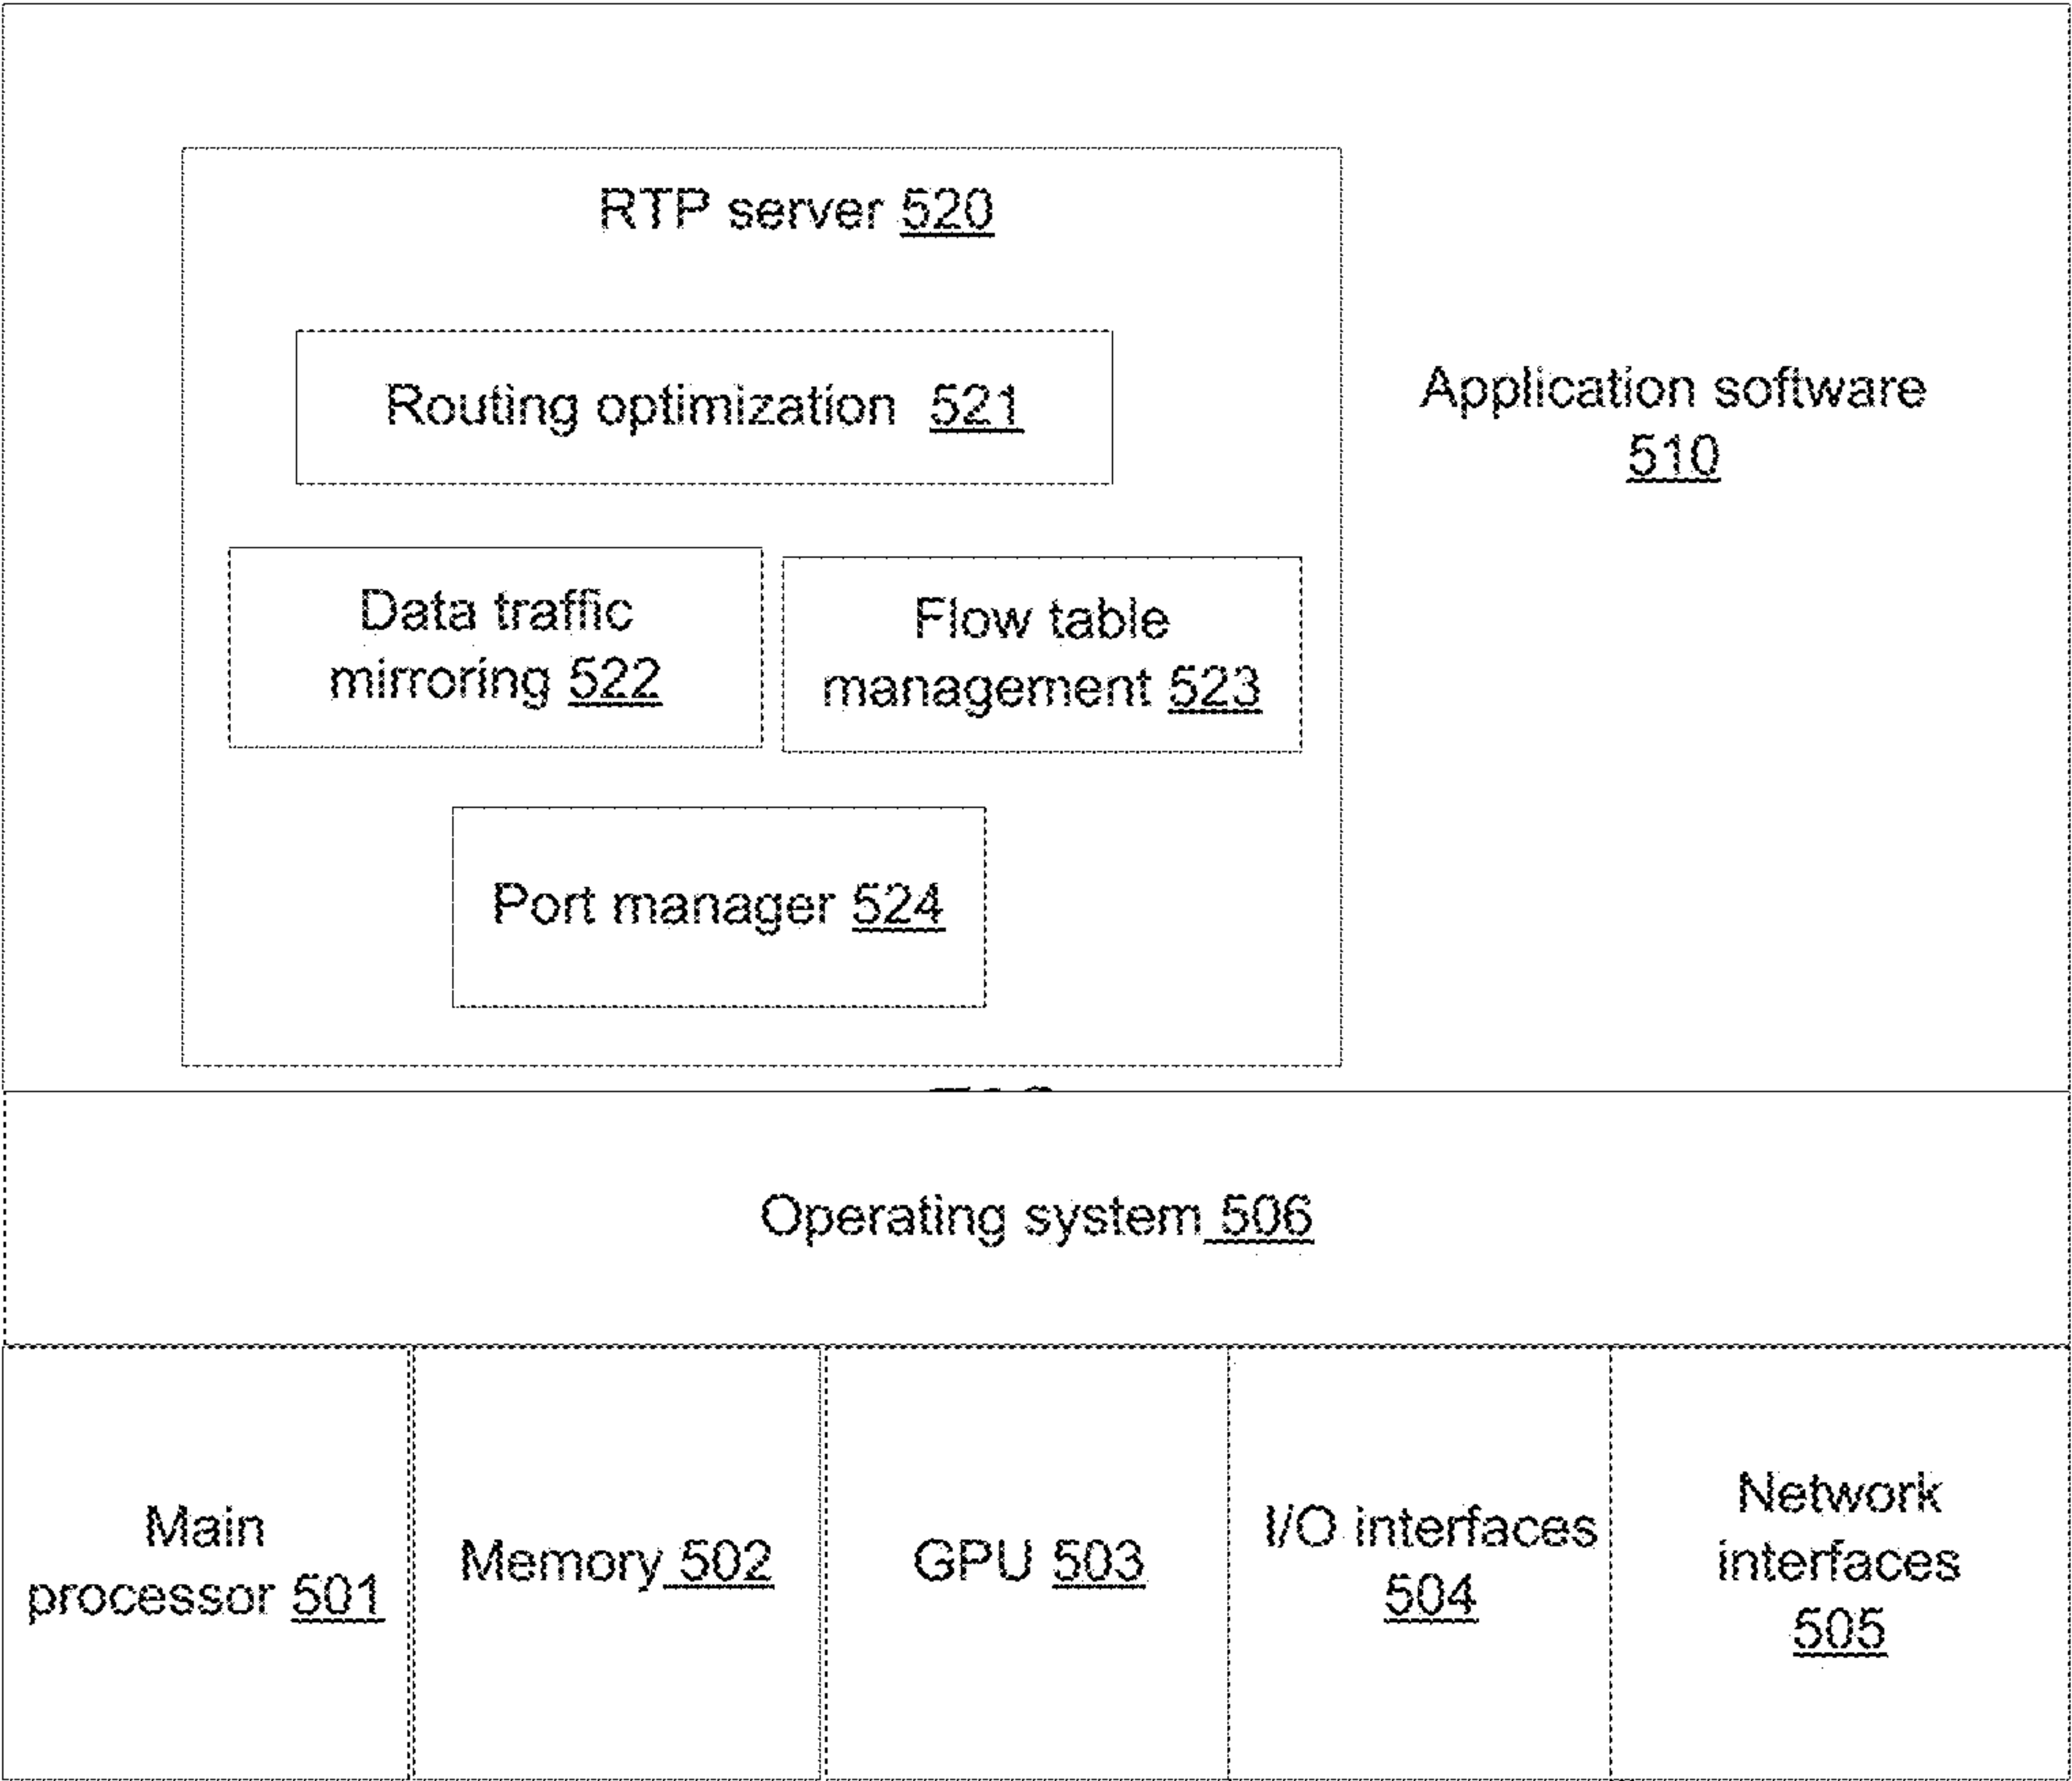 RTP server 520
Routing optimization 521
Application software
510
Data traffic
mirroring 522
Flow table
management 523
Port manager 524
Operating system 506
Main
processor 501
Memory 502
GPU 503
I/O interfaces
504
Network
interfaces
505